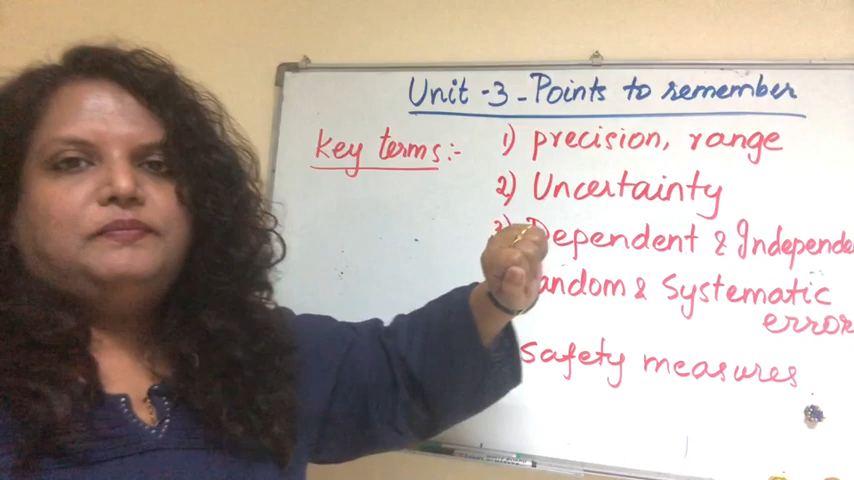 Unit -3 - Points to remember
Key terms:-
1) precision, range
2) Uncertainty
3) Dependent & Independe
andom & Systematic
error
safety measures